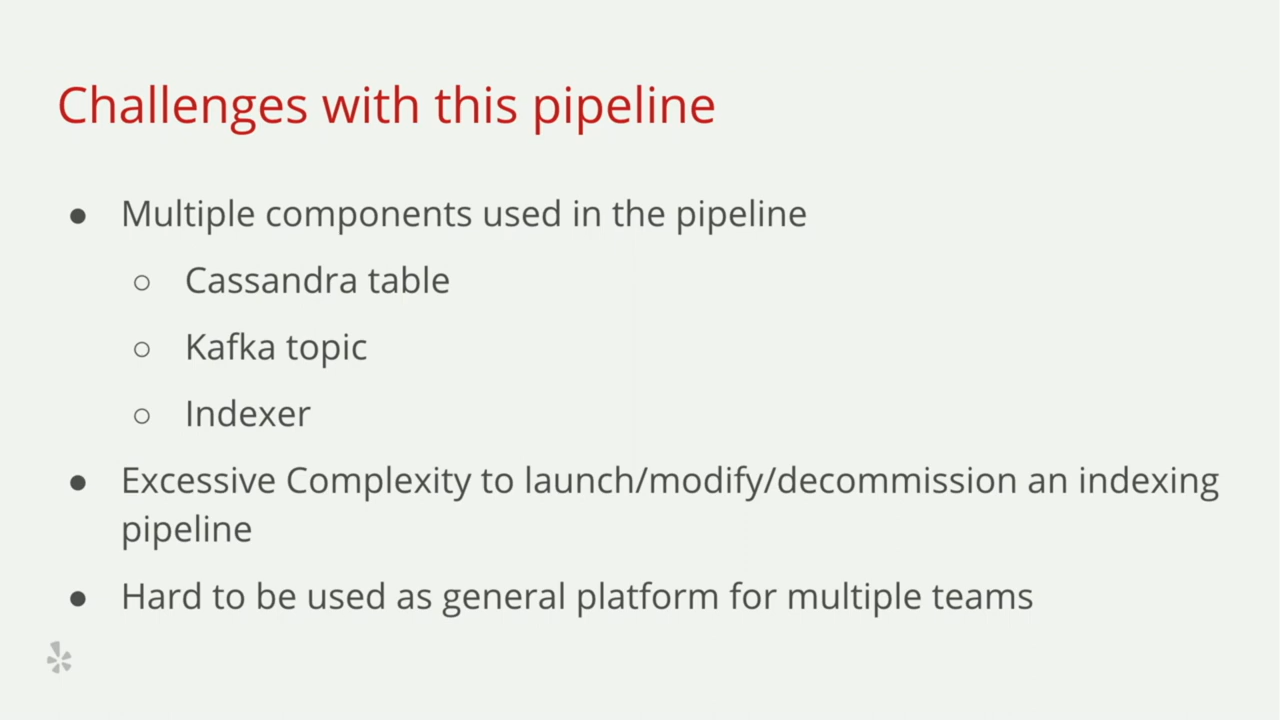 Challenges with this pipeline
● Multiple components used in the pipeline
○ Cassandra table
○ Kafka topic
○ Indexer
● Excessive Complexity to launch/modify/decommission an indexing
pipeline
● Hard to be used as general platform for multiple teams